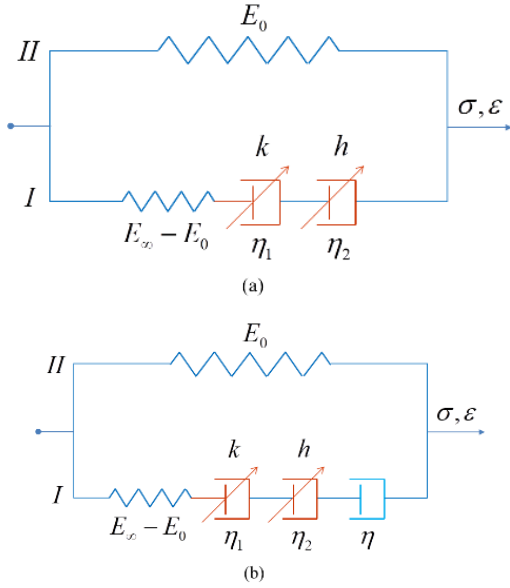 E₀
II
σ, ε
k h
I
E∞ − E₀ η₁ η₂
(a)
E₀
II
σ, ε
k h
I
E∞ − E₀ η₁ η₂ η
(b)